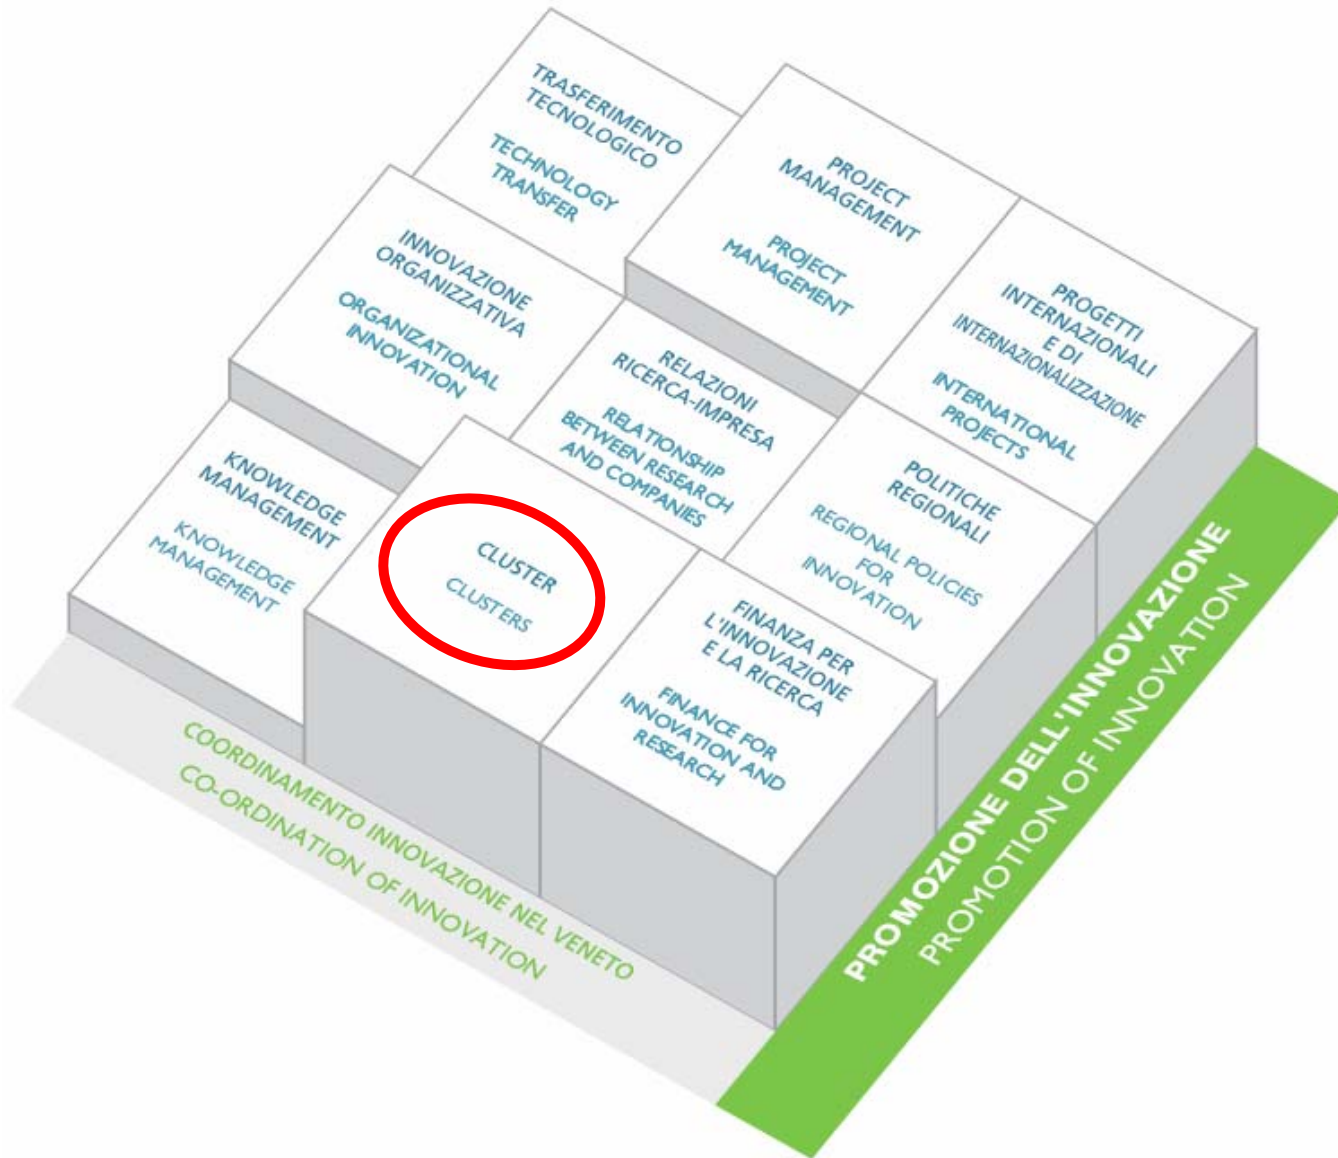 TRASFERIMENTO
TECNOLOGICO
TECHNOLOGY
TRANSFER
PROJECT
MANAGEMENT
PROJECT
MANAGEMENT
PROGETTI
INTERNAZIONALI
E DI
INTERNAZIONALIZZAZIONE
INTERNATIONAL
PROJECTS
INNOVAZIONE
ORGANIZZATIVA
ORGANIZATIONAL
INNOVATION
RELAZIONI
RICERCA-IMPRESA
RELATIONSHIP
BETWEEN RESEARCH
AND COMPANIES
POLITICHE
REGIONALI
REGIONAL POLICIES
FOR
INNOVATION
KNOWLEDGE
MANAGEMENT
KNOWLEDGE
MANAGEMENT
CLUSTER
CLUSTERS
FINANZA PER
L'INNOVAZIONE
E LA RICERCA
FINANCE FOR
INNOVATION AND
RESEARCH
COORDINAMENTO INNOVAZIONE NEL VENETO
CO-ORDINATION OF INNOVATION
PROMOZIONE DELL'INNOVAZIONE
PROMOTION OF INNOVATION